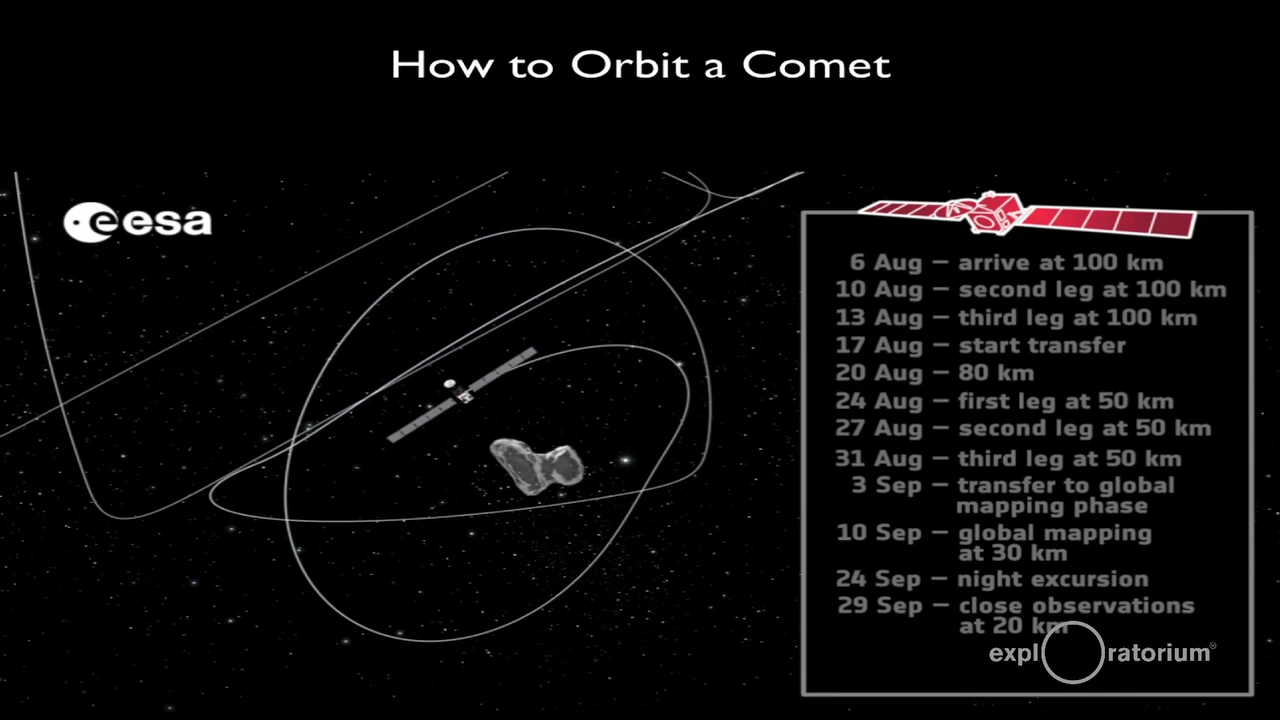 How to Orbit a Comet
eesa
6 Aug – arrive at 100 km
10 Aug – second leg at 100 km
13 Aug – third leg at 100 km
17 Aug – start transfer
20 Aug – 80 km
24 Aug – first leg at 50 km
27 Aug – second leg at 50 km
31 Aug – third leg at 50 km
3 Sep – transfer to global
mapping phase
10 Sep – global mapping
at 30 km
24 Sep – night excursion
29 Sep – close observations
at 20 km
explOratorium®